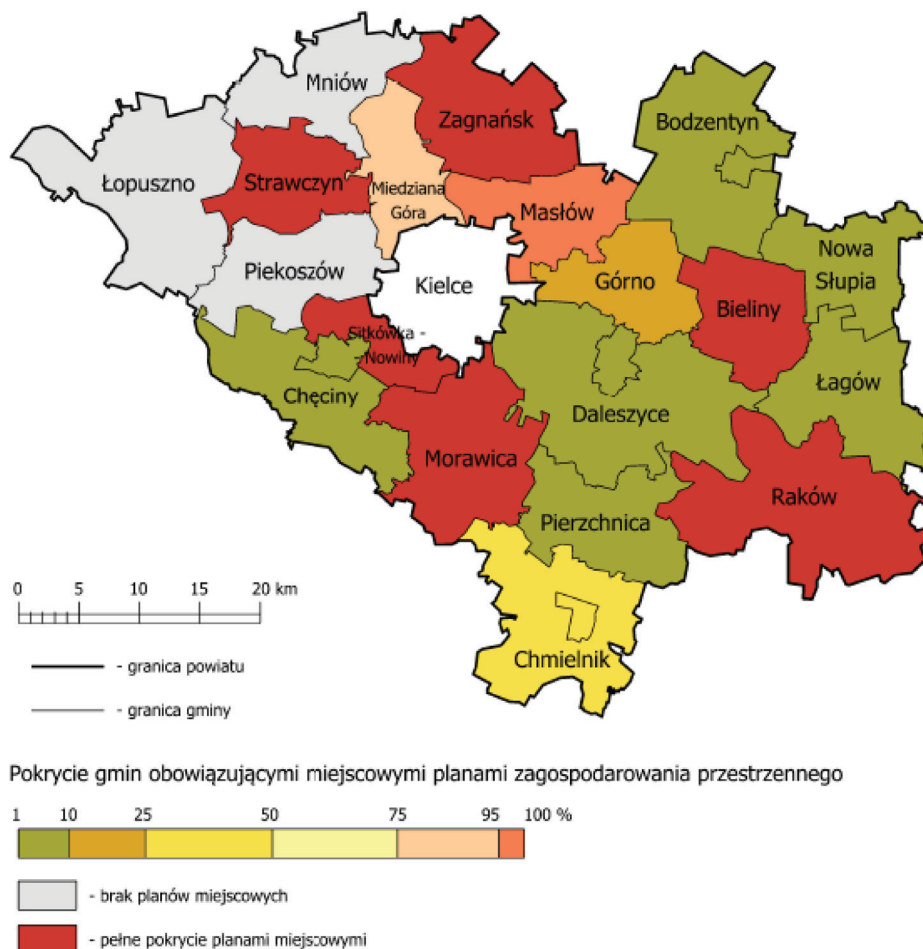 Mniów
Zagnańsk
Bodzentyn
Łopuszno
Strawczyn
Miedziana
Góra
Masłów
Nowa
Słupia
Piekoszów
Kielce
Górno
Bieliny
Sitkówka -
Nowiny
Chęciny
Daleszyce
Łagów
Morawica
Raków
Pierzchnica
Chmielnik
0 5 10 15 20 km
- granica powiatu
- granica gminy
Pokrycie gmin obowiązującymi miejscowymi planami zagospodarowania przestrzennego
1 10 25 50 75 95 100 %
- brak planów miejscowych
- pełne pokrycie planami miejscowymi